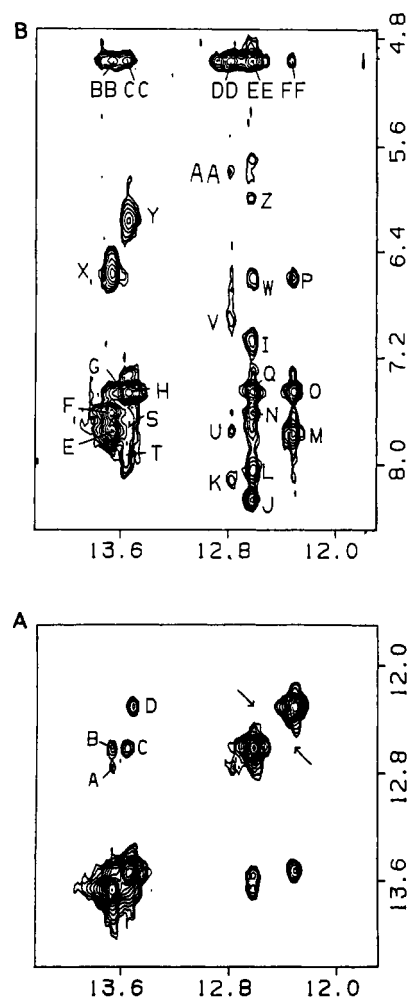 B
4.8
BB CC DD EE FF
5.6
AA
Z
Y
6.4
X
W
P
V
I
7.2
G
Q
H
O
F
S
N
E
U
M
T
K
L
8.0
J
13.6 12.8 12.0
A
12.0
D
B
C
A
12.8
13.6
13.6 12.8 12.0